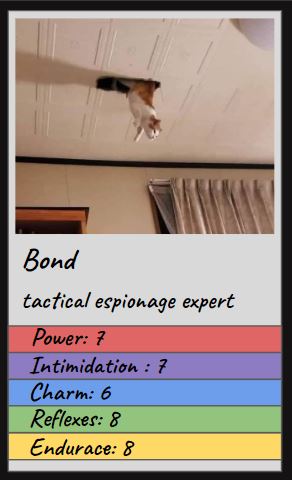 Bond
tactical espionage expert
Power: 7
Intimidation : 7
Charm: 6
Reflexes: 8
Endurace: 8